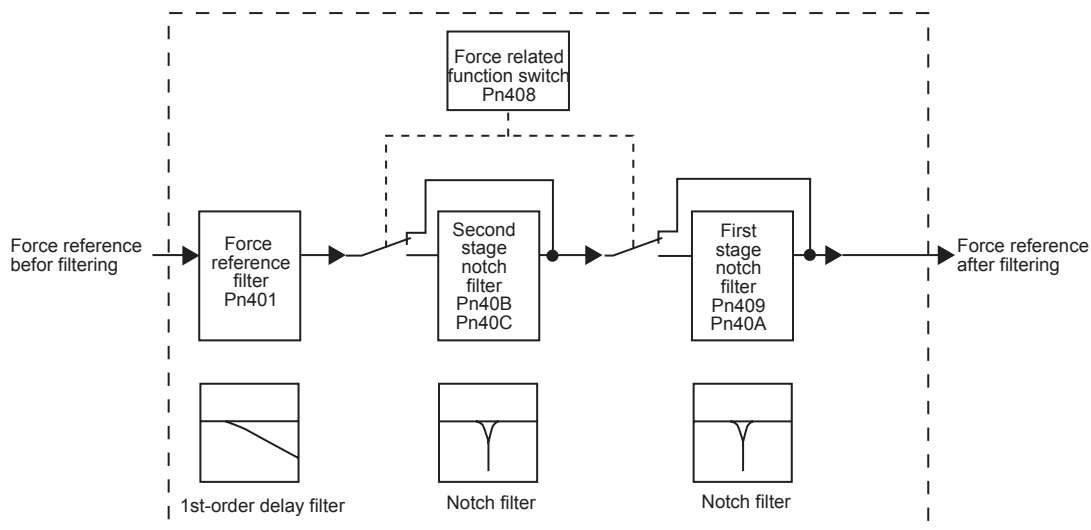 Force related
function switch
Pn408
Force reference
befor filtering
Force
reference
filter
Pn401
Second
stage
notch
filter
Pn40B
Pn40C
First
stage
notch
filter
Pn409
Pn40A
Force reference
after filtering
1st-order delay filter
Notch filter
Notch filter